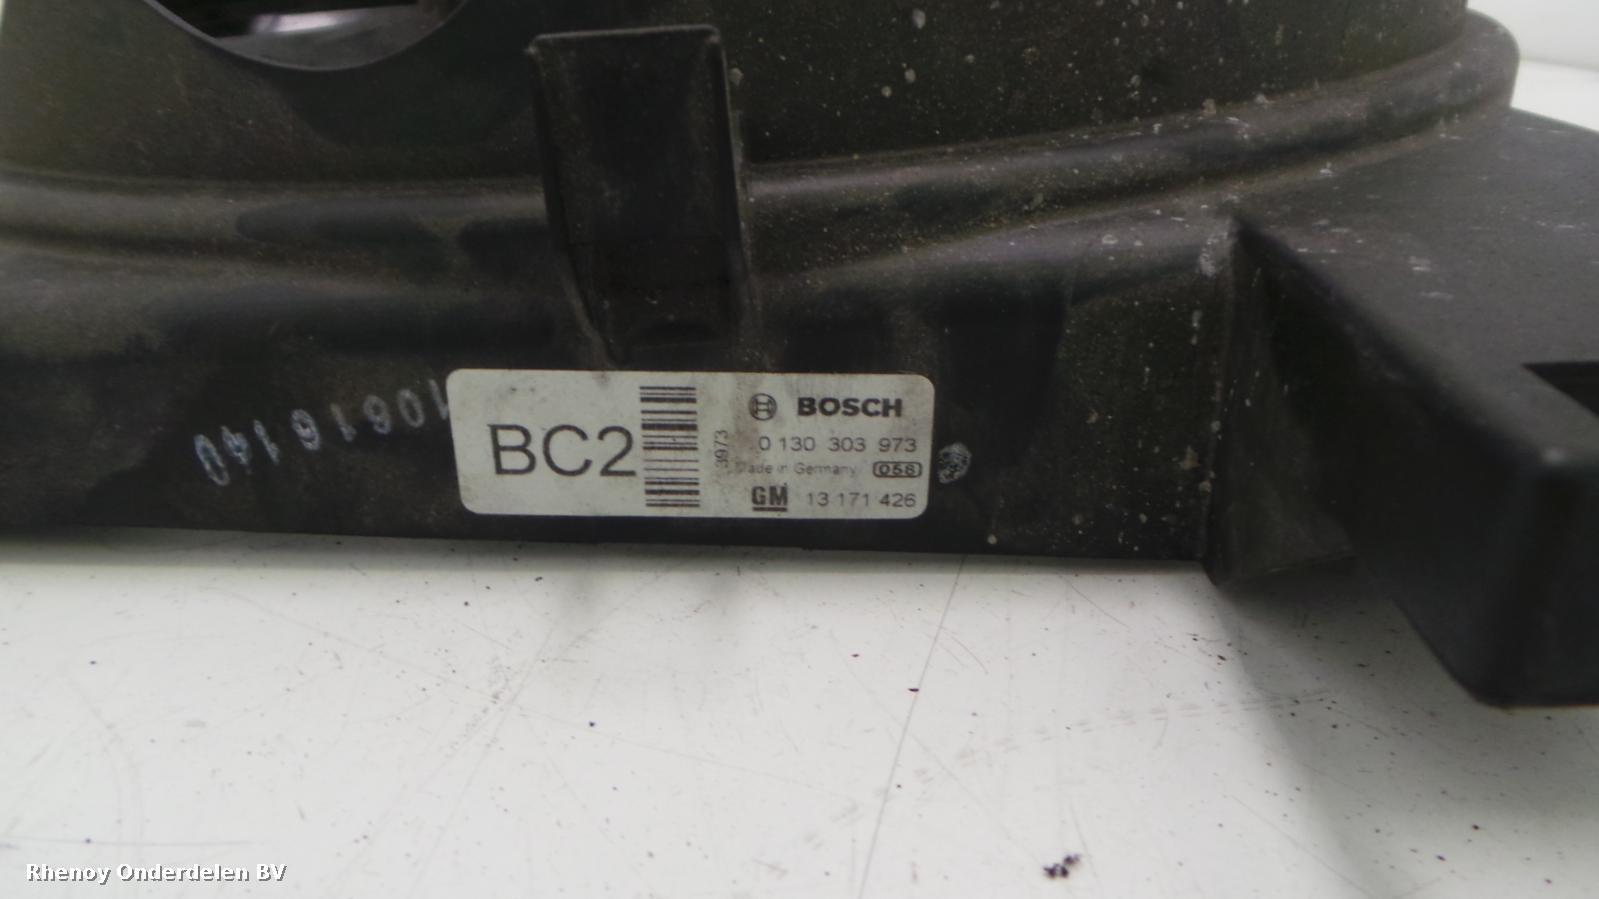 10616140
BC2
3973
BOSCH
0 130 303 973
Made in Germany 058
GM 13 171 426
Rhenoy Onderdelen BV